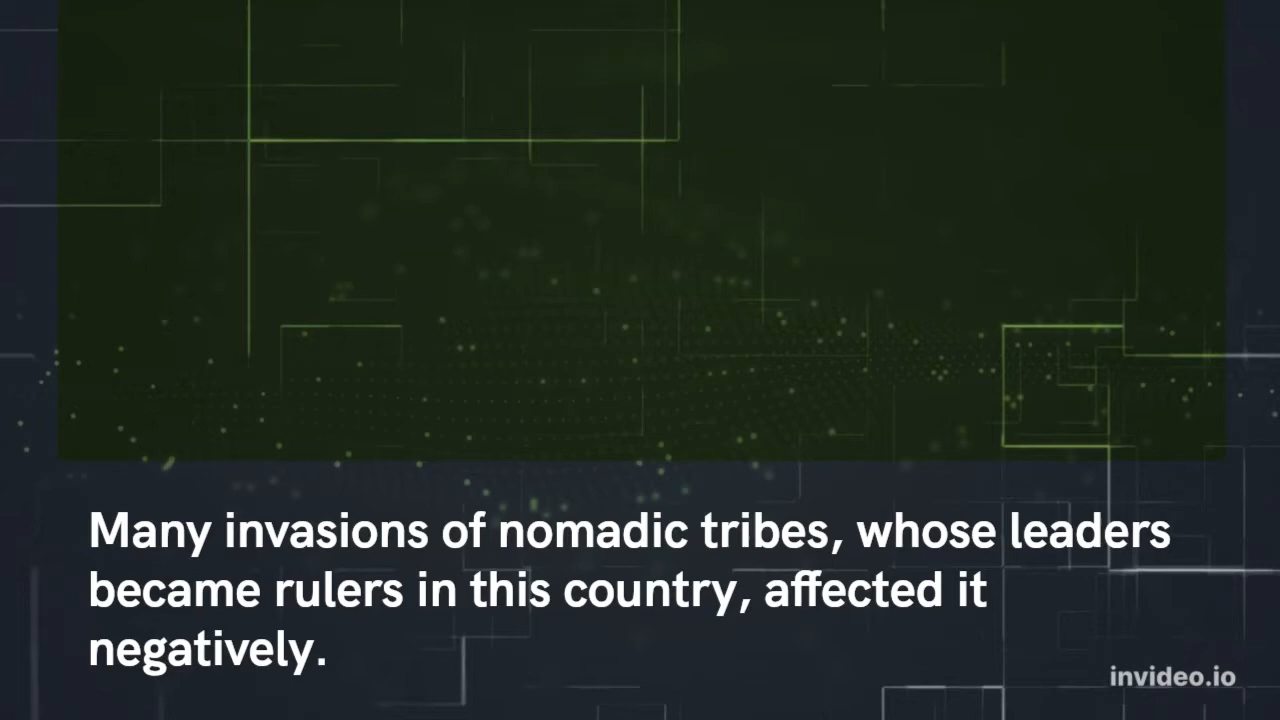 Many invasions of nomadic tribes, whose leaders
became rulers in this country, affected it
negatively.
invideo.io